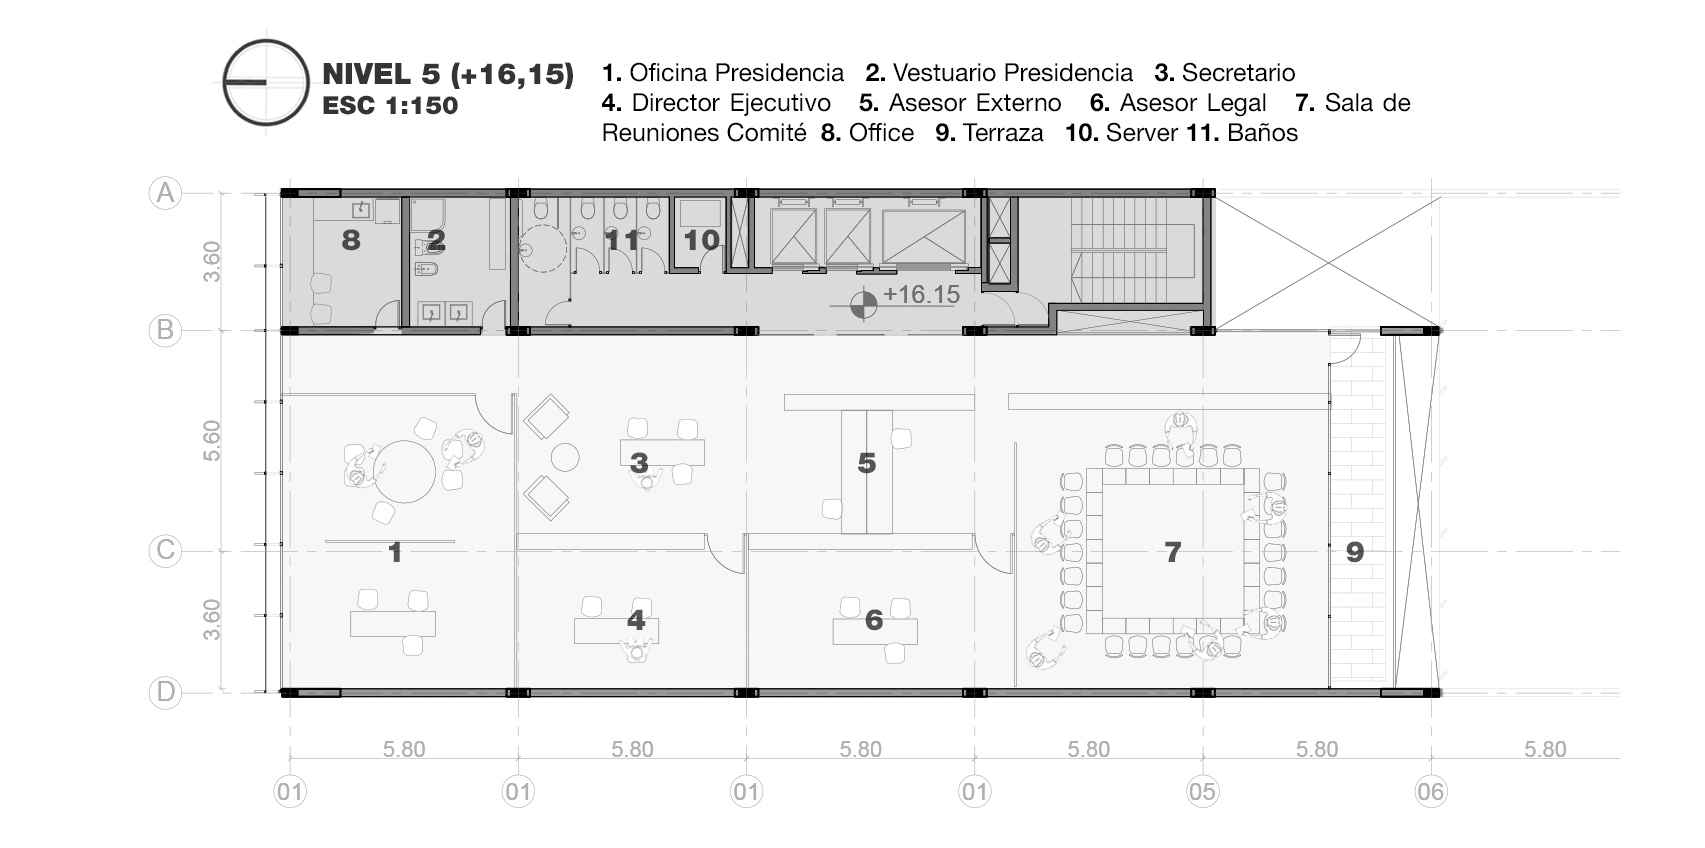 NIVEL 5 (+16,15)
ESC 1:150
1. Oficina Presidencia 2. Vestuario Presidencia 3. Secretario
4. Director Ejecutivo 5. Asesor Externo 6. Asesor Legal 7. Sala de
Reuniones Comité 8. Office 9. Terraza 10. Server 11. Baños
A
8
2
11
10
3.60
+16.15
B
5.60
3
5
C
1
7
9
3.60
4
6
D
5.80 5.80 5.80 5.80 5.80 5.80
01 01 01 01 05 06